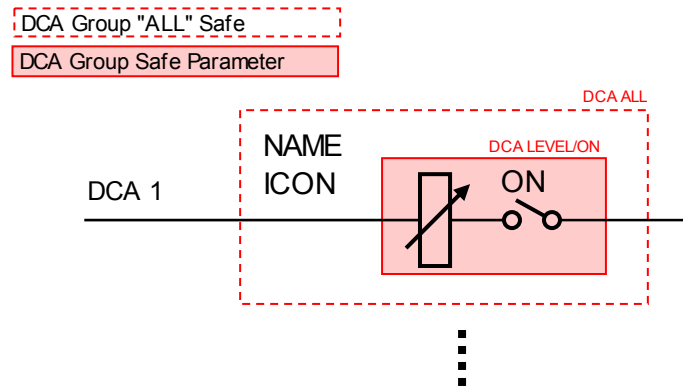 DCA Group "ALL" Safe
DCA Group Safe Parameter
DCA ALL
NAME
DCA LEVEL/ON
ICON
ON
DCA 1